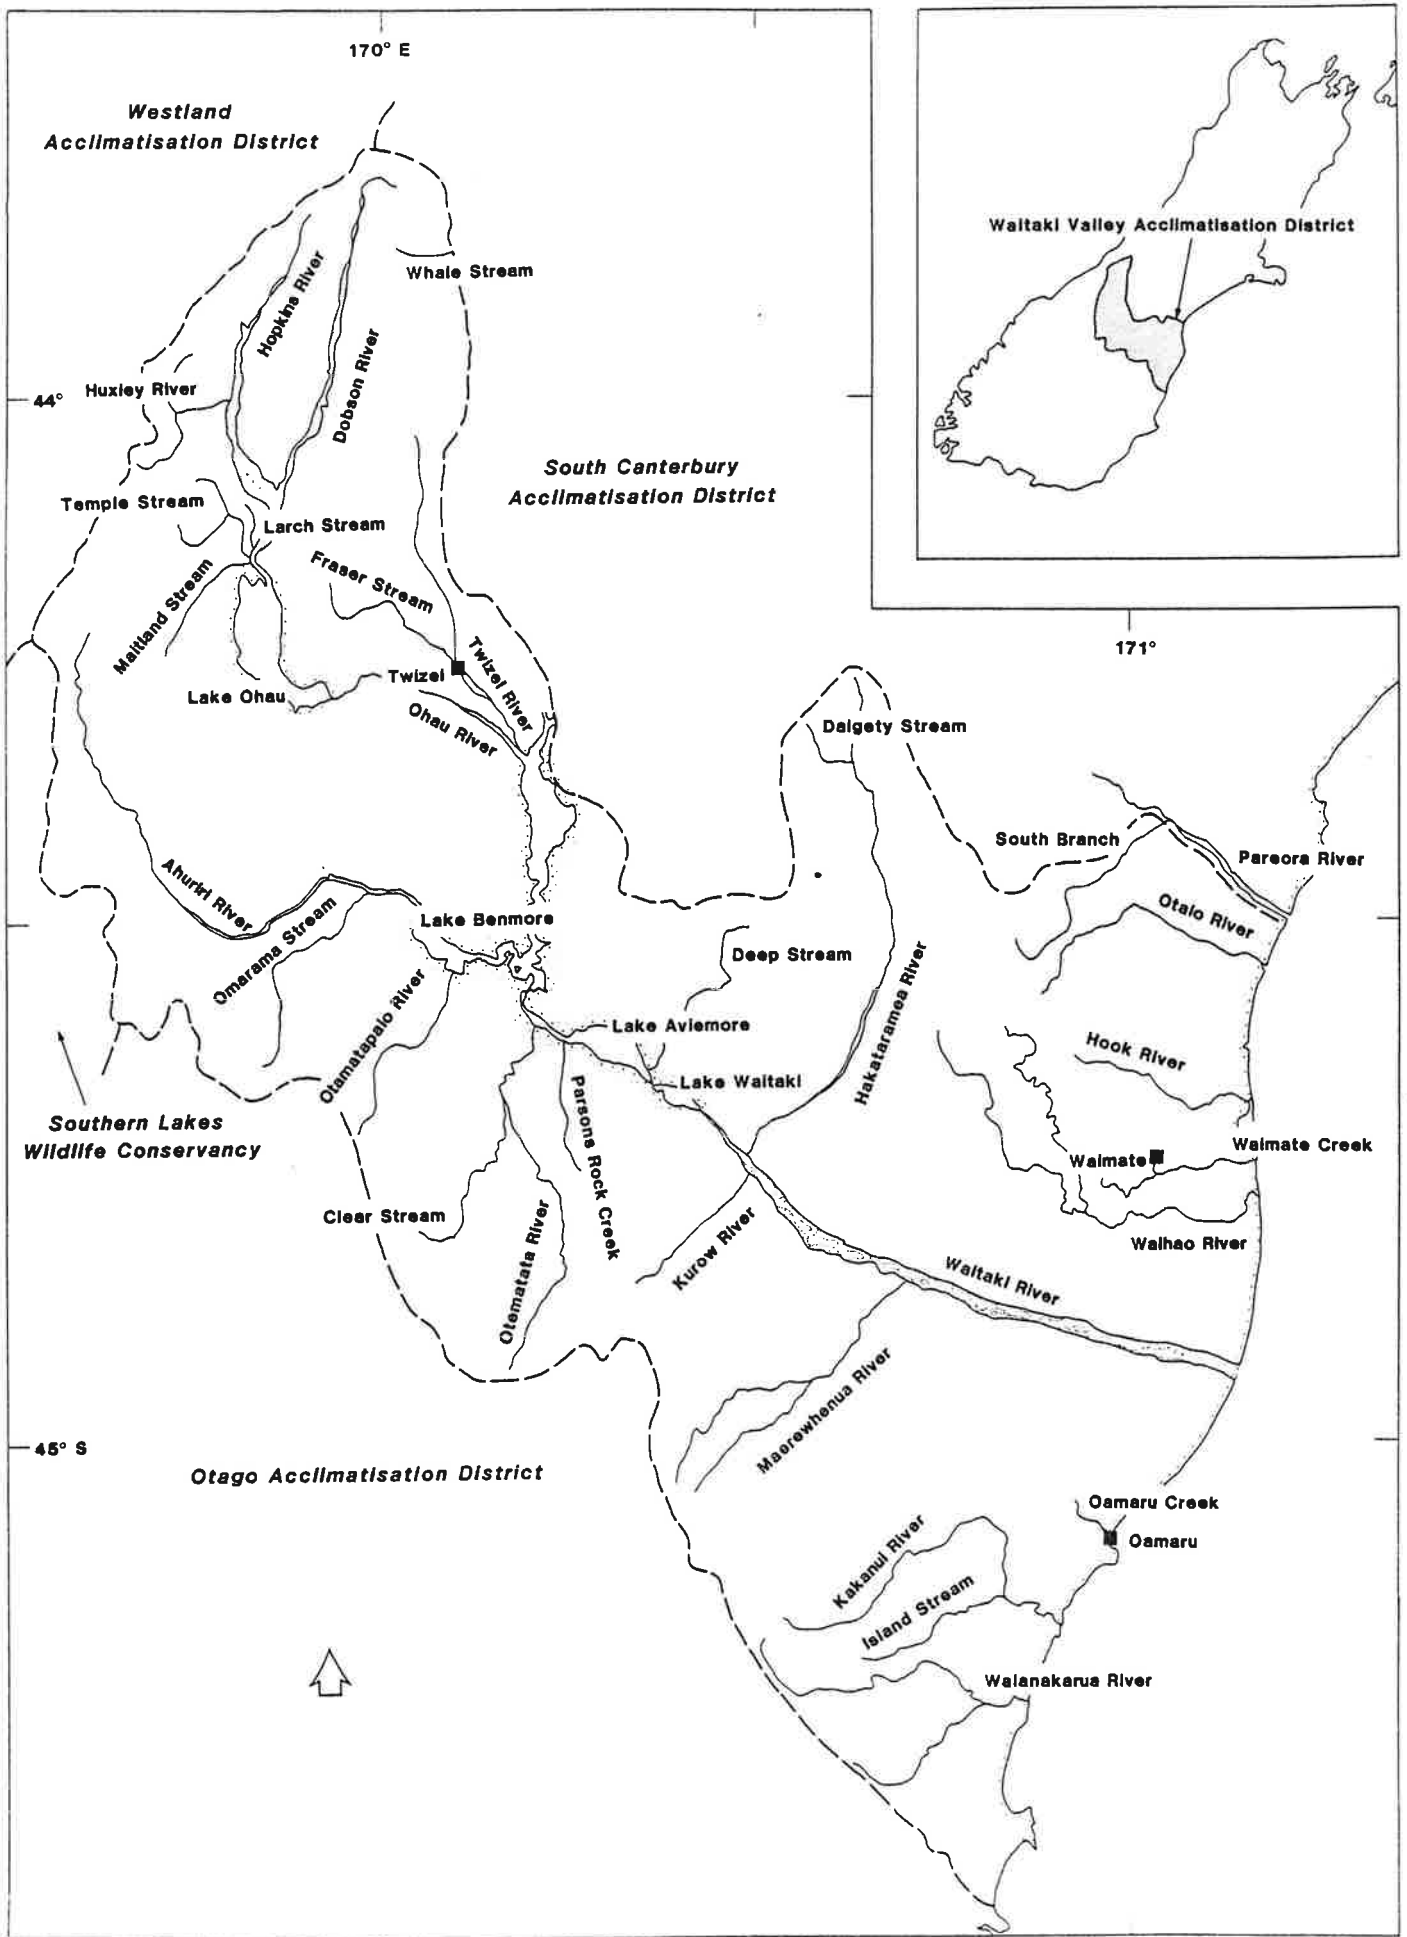 170° E
Westland
Acclimatisation District
Waitaki Valley Acclimatisation District
Whale Stream
Hopkins River
Dobson River
Huxley River
44°
South Canterbury
Acclimatisation District
Temple Stream
Larch Stream
Fraser Stream
Maitland Stream
171°
Twizel
Twizel River
Lake Ohau
Ohau River
Dalgety Stream
South Branch
Pareora River
Ahuriri River
Otaio River
Omarama Stream
Lake Benmore
Deep Stream
Hakataramea River
Otamatapaio River
Lake Aviemore
Hook River
Lake Waitaki
Parsons Rock Creek
Southern Lakes
Wildlife Conservancy
Waimate Creek
Waimate
Clear Stream
Otematata River
Kurow River
Waihao River
Waitaki River
Maerewhenua River
45° S
Otago Acclimatisation District
Oamaru Creek
Oamaru
Kakanui River
Island Stream
Waianakarua River